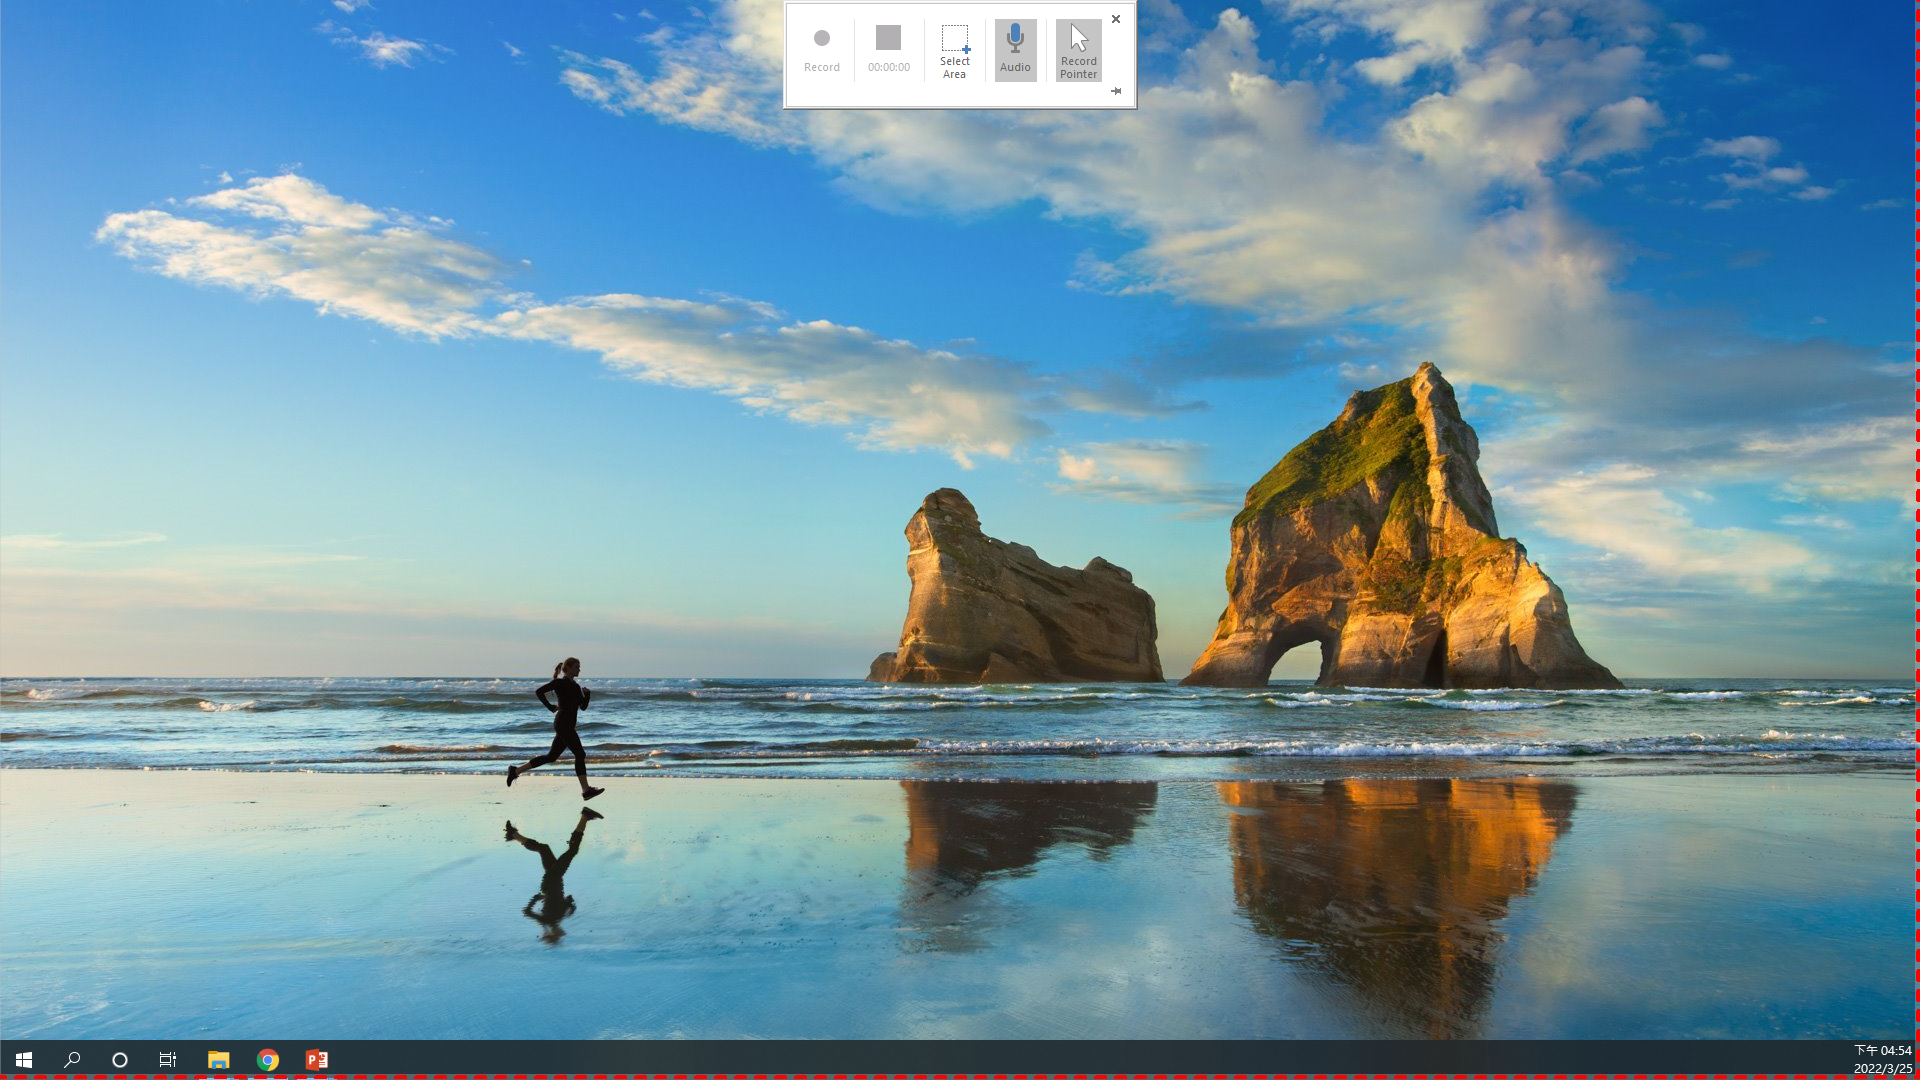 Record
00:00:00
Select
Area
Audio
Record
Pointer
下午 04:54
2022/3/25